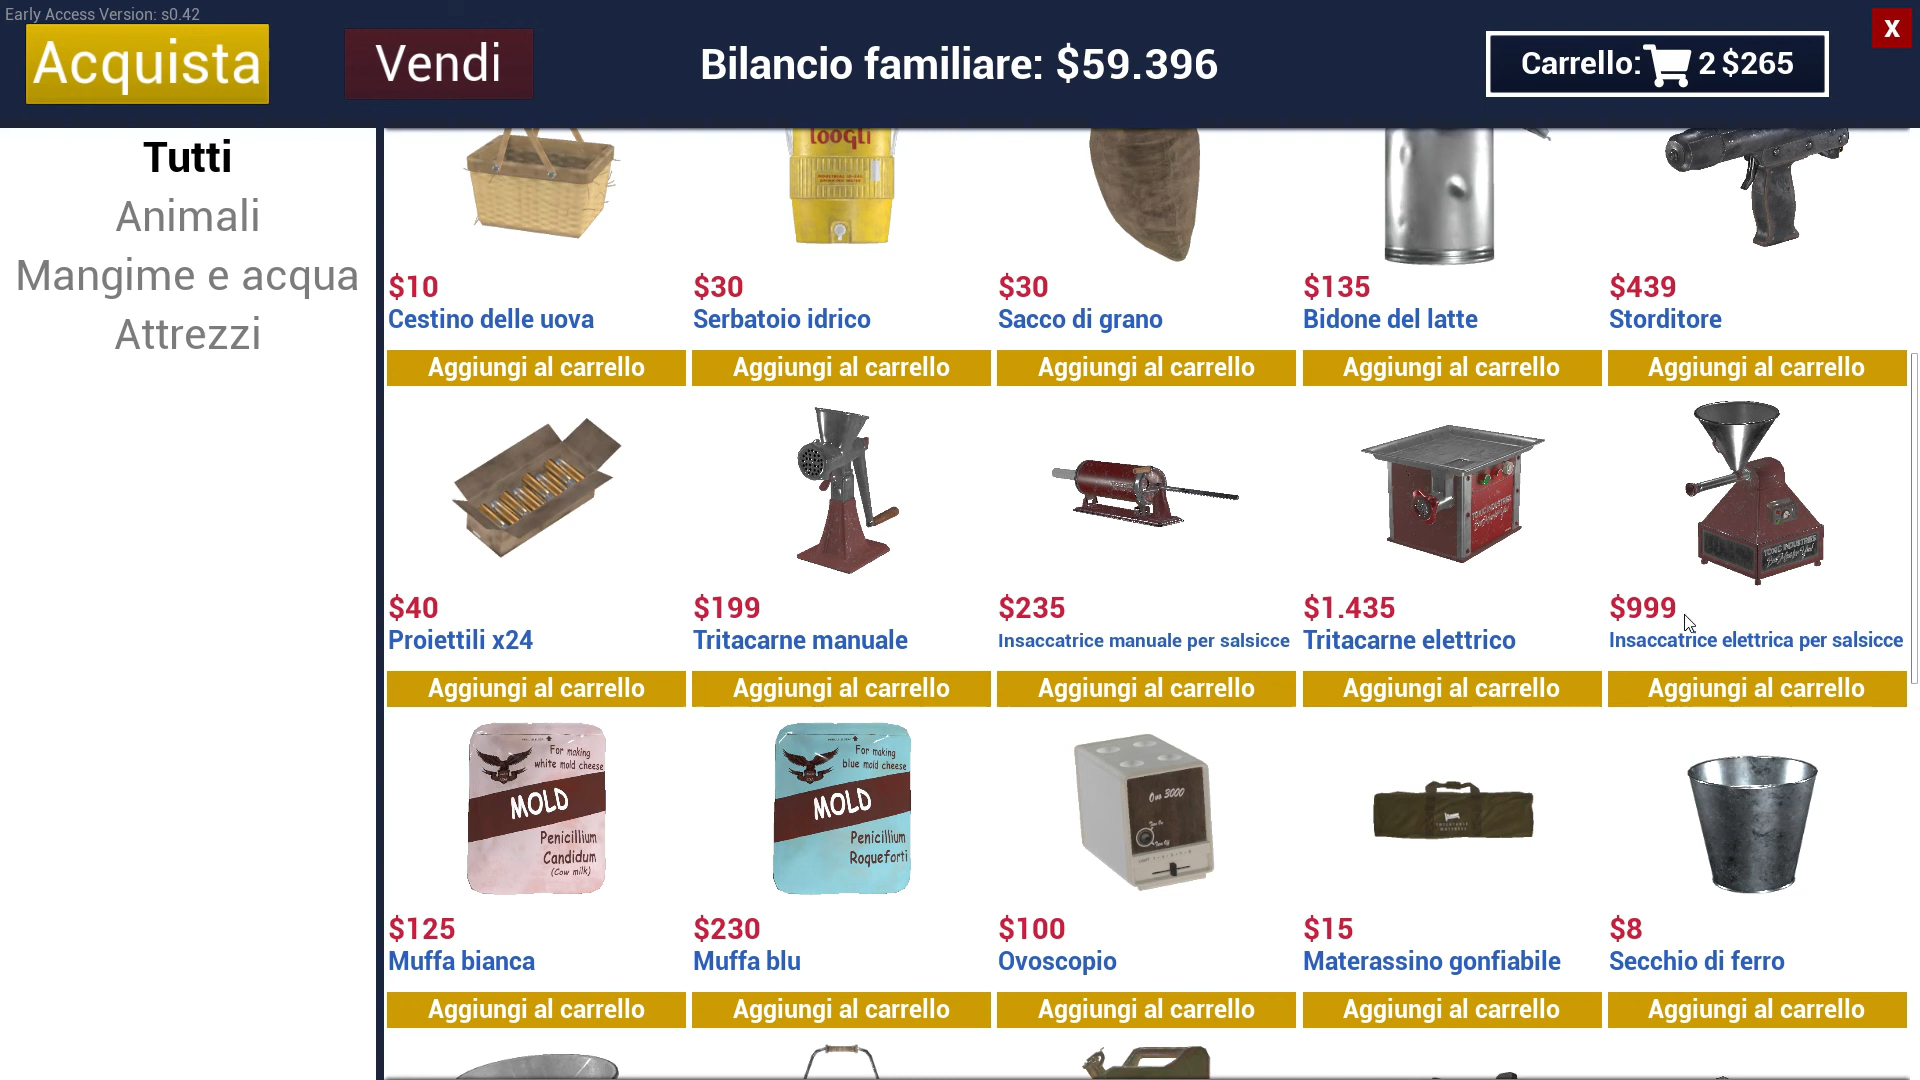 Early Access Version: s0.42
Acquista
Vendi
Bilancio familiare: $59.396
Carrello: 2 $265
X
Tutti
Animali
Mangime e acqua
Attrezzi
$10
Cestino delle uova
Aggiungi al carrello
loogli
$30
Serbatoio idrico
Aggiungi al carrello
$30
Sacco di grano
Aggiungi al carrello
$135
Bidone del latte
Aggiungi al carrello
$439
Storditore
Aggiungi al carrello
$40
Proiettili x24
Aggiungi al carrello
$199
Tritacarne manuale
Aggiungi al carrello
$235
Insaccatrice manuale per salsicce
Aggiungi al carrello
TOXIC INDUSTRIES
$1.435
Tritacarne elettrico
Aggiungi al carrello
TOXIC INDUSTRIES
$999
Insaccatrice elettrica per salsicce
Aggiungi al carrello
For making
white mold cheese
MOLD
Penicillium
Candidum
(Cow milk)
$125
Muffa bianca
Aggiungi al carrello
For making
blue mold cheese
MOLD
Penicillium
Roqueforti
$230
Muffa blu
Aggiungi al carrello
Ova 3000
$100
Ovoscopio
Aggiungi al carrello
$15
Materassino gonfiabile
Aggiungi al carrello
$8
Secchio di ferro
Aggiungi al carrello